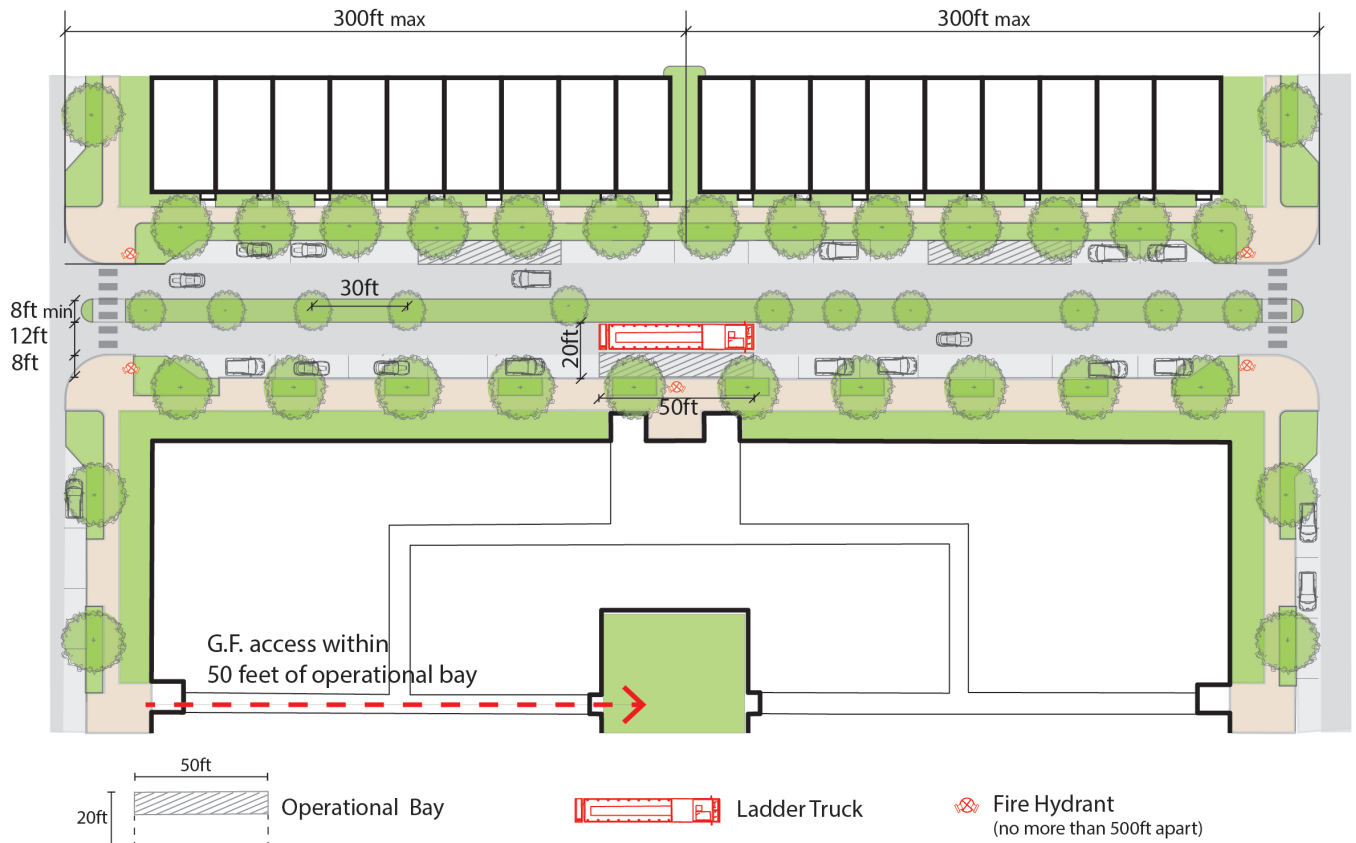 300ft max
300ft max
30ft
8ft min
12ft
8ft
20ft
50ft
G.F. access within
50 feet of operational bay
50ft
20ft
Operational Bay
Ladder Truck
Fire Hydrant
(no more than 500ft apart)